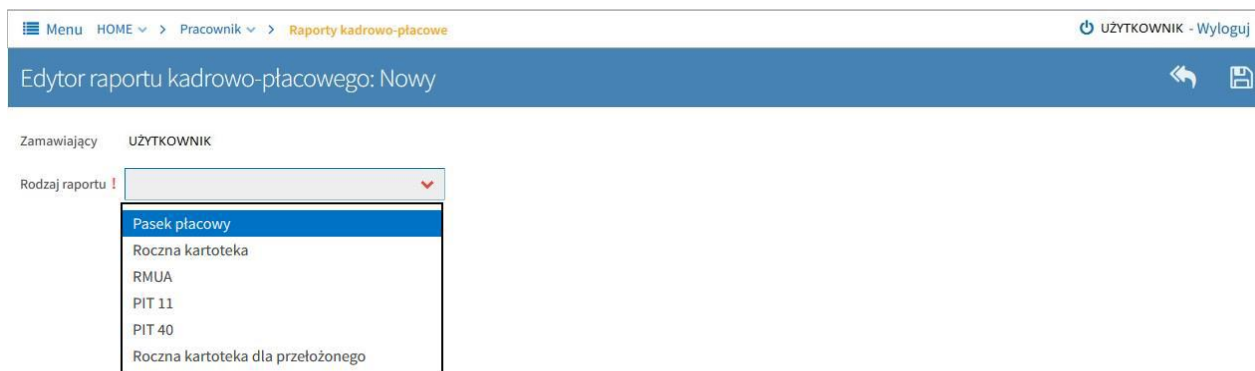 Menu HOME > Pracownik > Raporty kadrowo-płacowe UŻYTKOWNIK - Wyloguj
Edytor raportu kadrowo-płacowego: Nowy
Zamawiający UŻYTKOWNIK
Rodzaj raportu !
Pasek płacowy
Roczna kartoteka
RMUA
PIT 11
PIT 40
Roczna kartoteka dla przełożonego